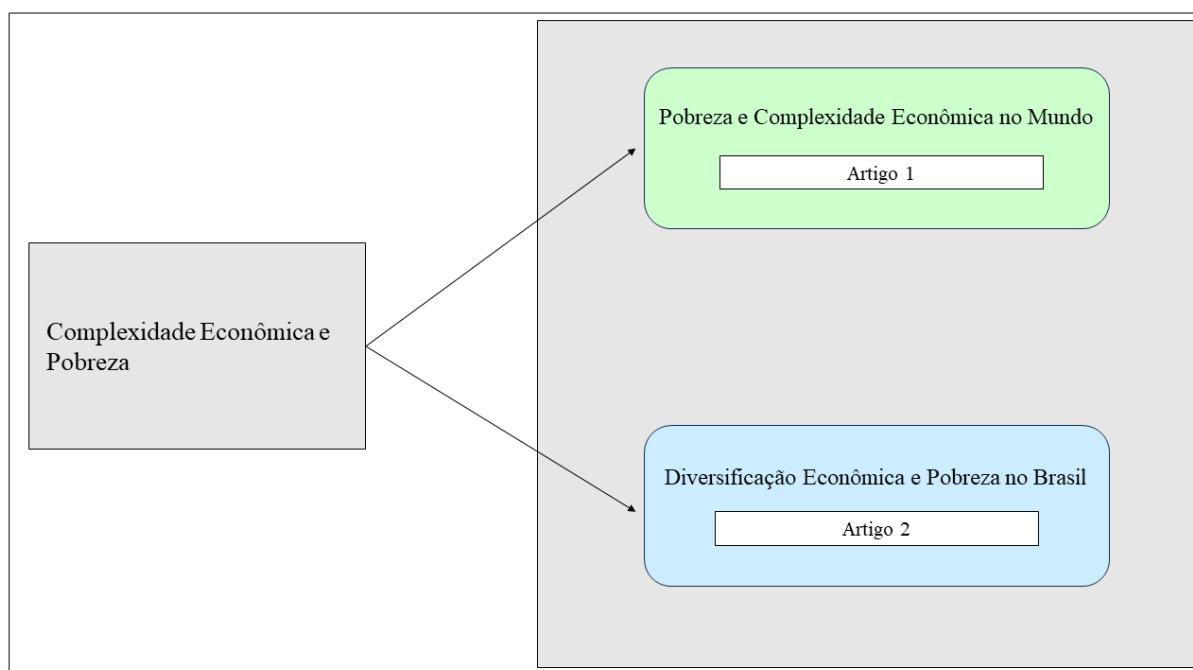 Pobreza e Complexidade Econômica no Mundo
Artigo 1
Complexidade Econômica e
Pobreza
Diversificação Econômica e Pobreza no Brasil
Artigo 2